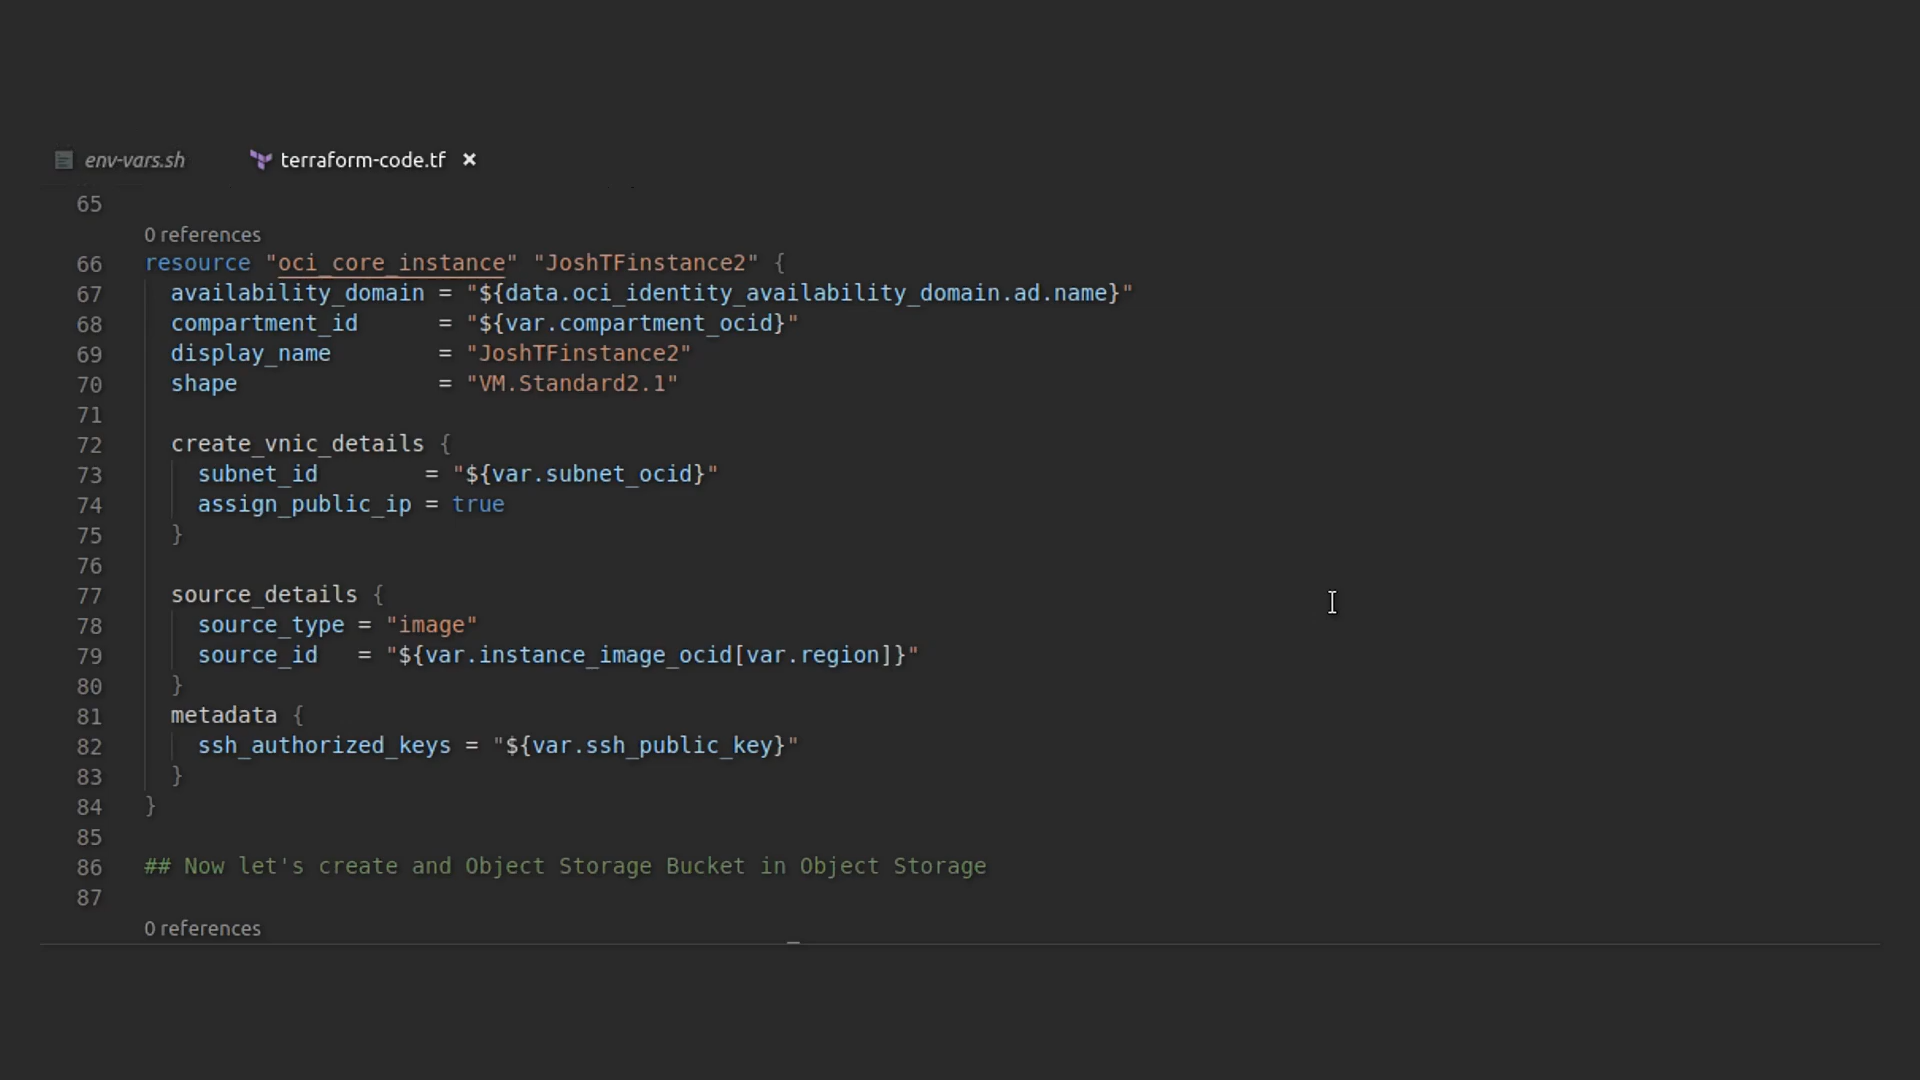 env-vars.sh terraform-code.tf ×
65
0 references
66 resource "oci_core_instance" "JoshTFinstance2" {
67   availability_domain = "${data.oci_identity_availability_domain.ad.name}"
68   compartment_id      = "${var.compartment_ocid}"
69   display_name        = "JoshTFinstance2"
70   shape               = "VM.Standard2.1"
71
72   create_vnic_details {
73     subnet_id        = "${var.subnet_ocid}"
74     assign_public_ip = true
75   }
76
77   source_details {
78     source_type = "image"
79     source_id   = "${var.instance_image_ocid[var.region]}"
80   }
81   metadata {
82     ssh_authorized_keys = "${var.ssh_public_key}"
83   }
84 }
85
86 ## Now let's create and Object Storage Bucket in Object Storage
87
0 references